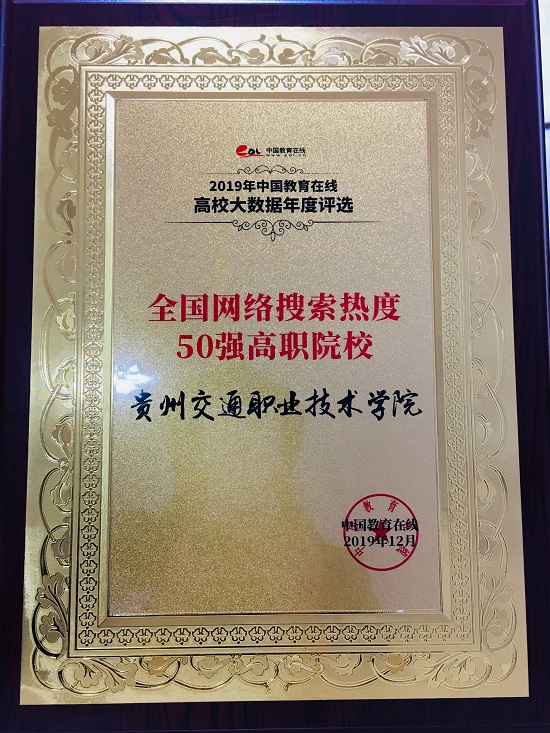 eol 中国教育在线
www.eol.cn
2019年中国教育在线
高校大数据年度评选
全国网络搜索热度
50强高职院校
贵州交通职业技术学院
中国教育在线
2019年12月